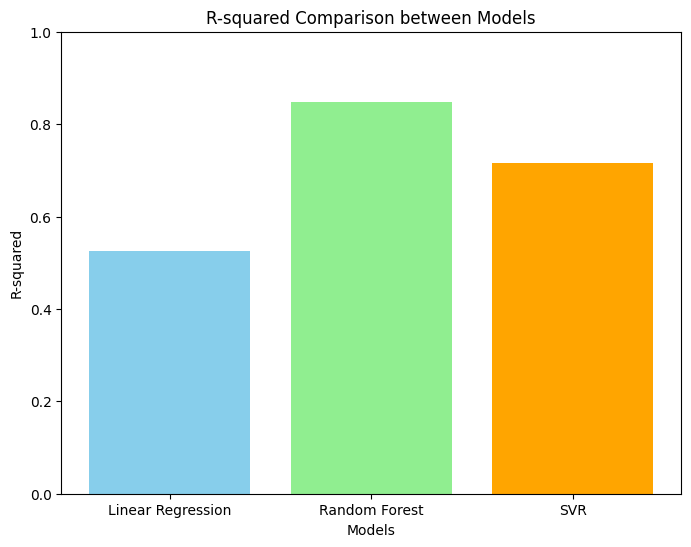 R-squared Comparison between Models
1.0
0.8
0.6
0.4
0.2
0.0
R-squared
Linear Regression
Random Forest
SVR
Models